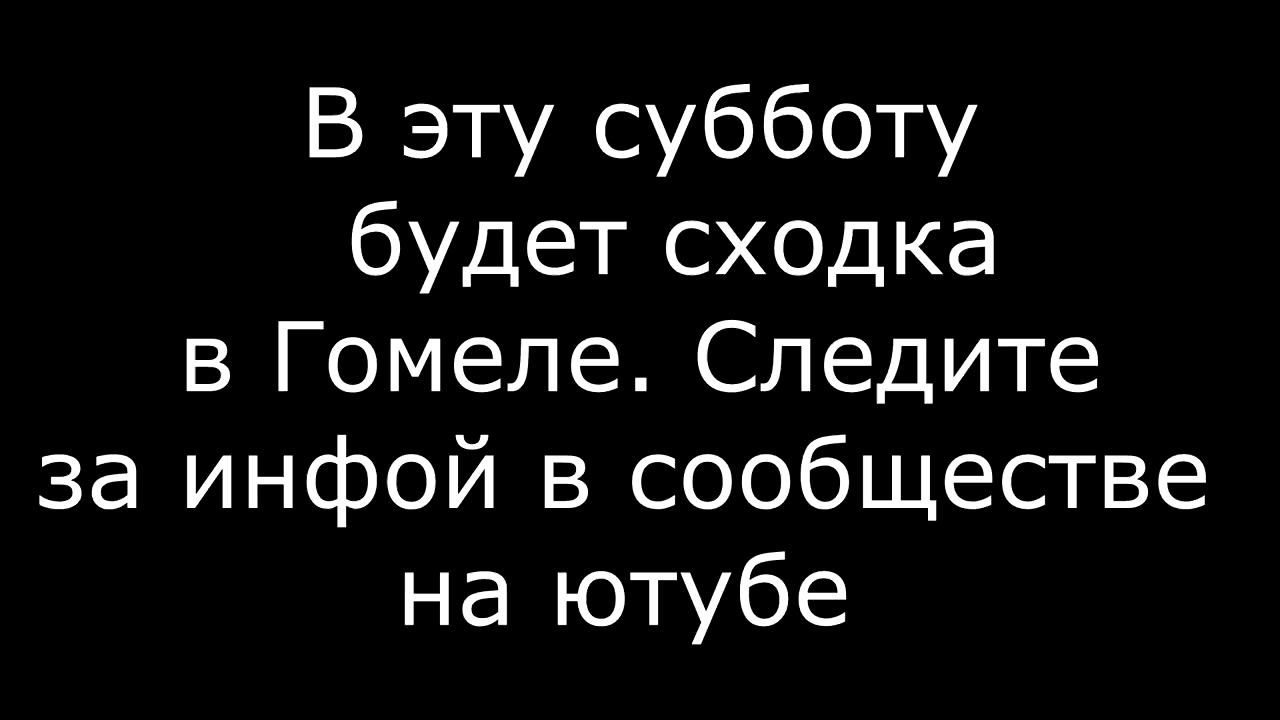 В эту субботу
будет сходка
в Гомеле. Следите
за инфой в сообществе
на ютубе